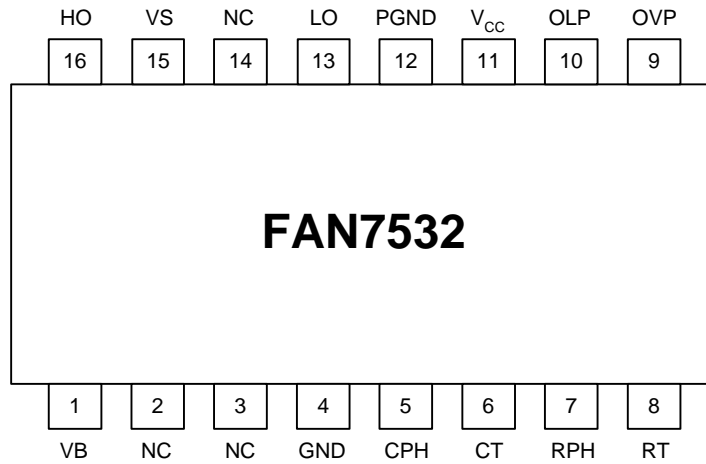 HO VS NC LO PGND VCC OLP OVP
16 15 14 13 12 11 10 9
FAN7532
1 2 3 4 5 6 7 8
VB NC NC GND CPH CT RPH RT